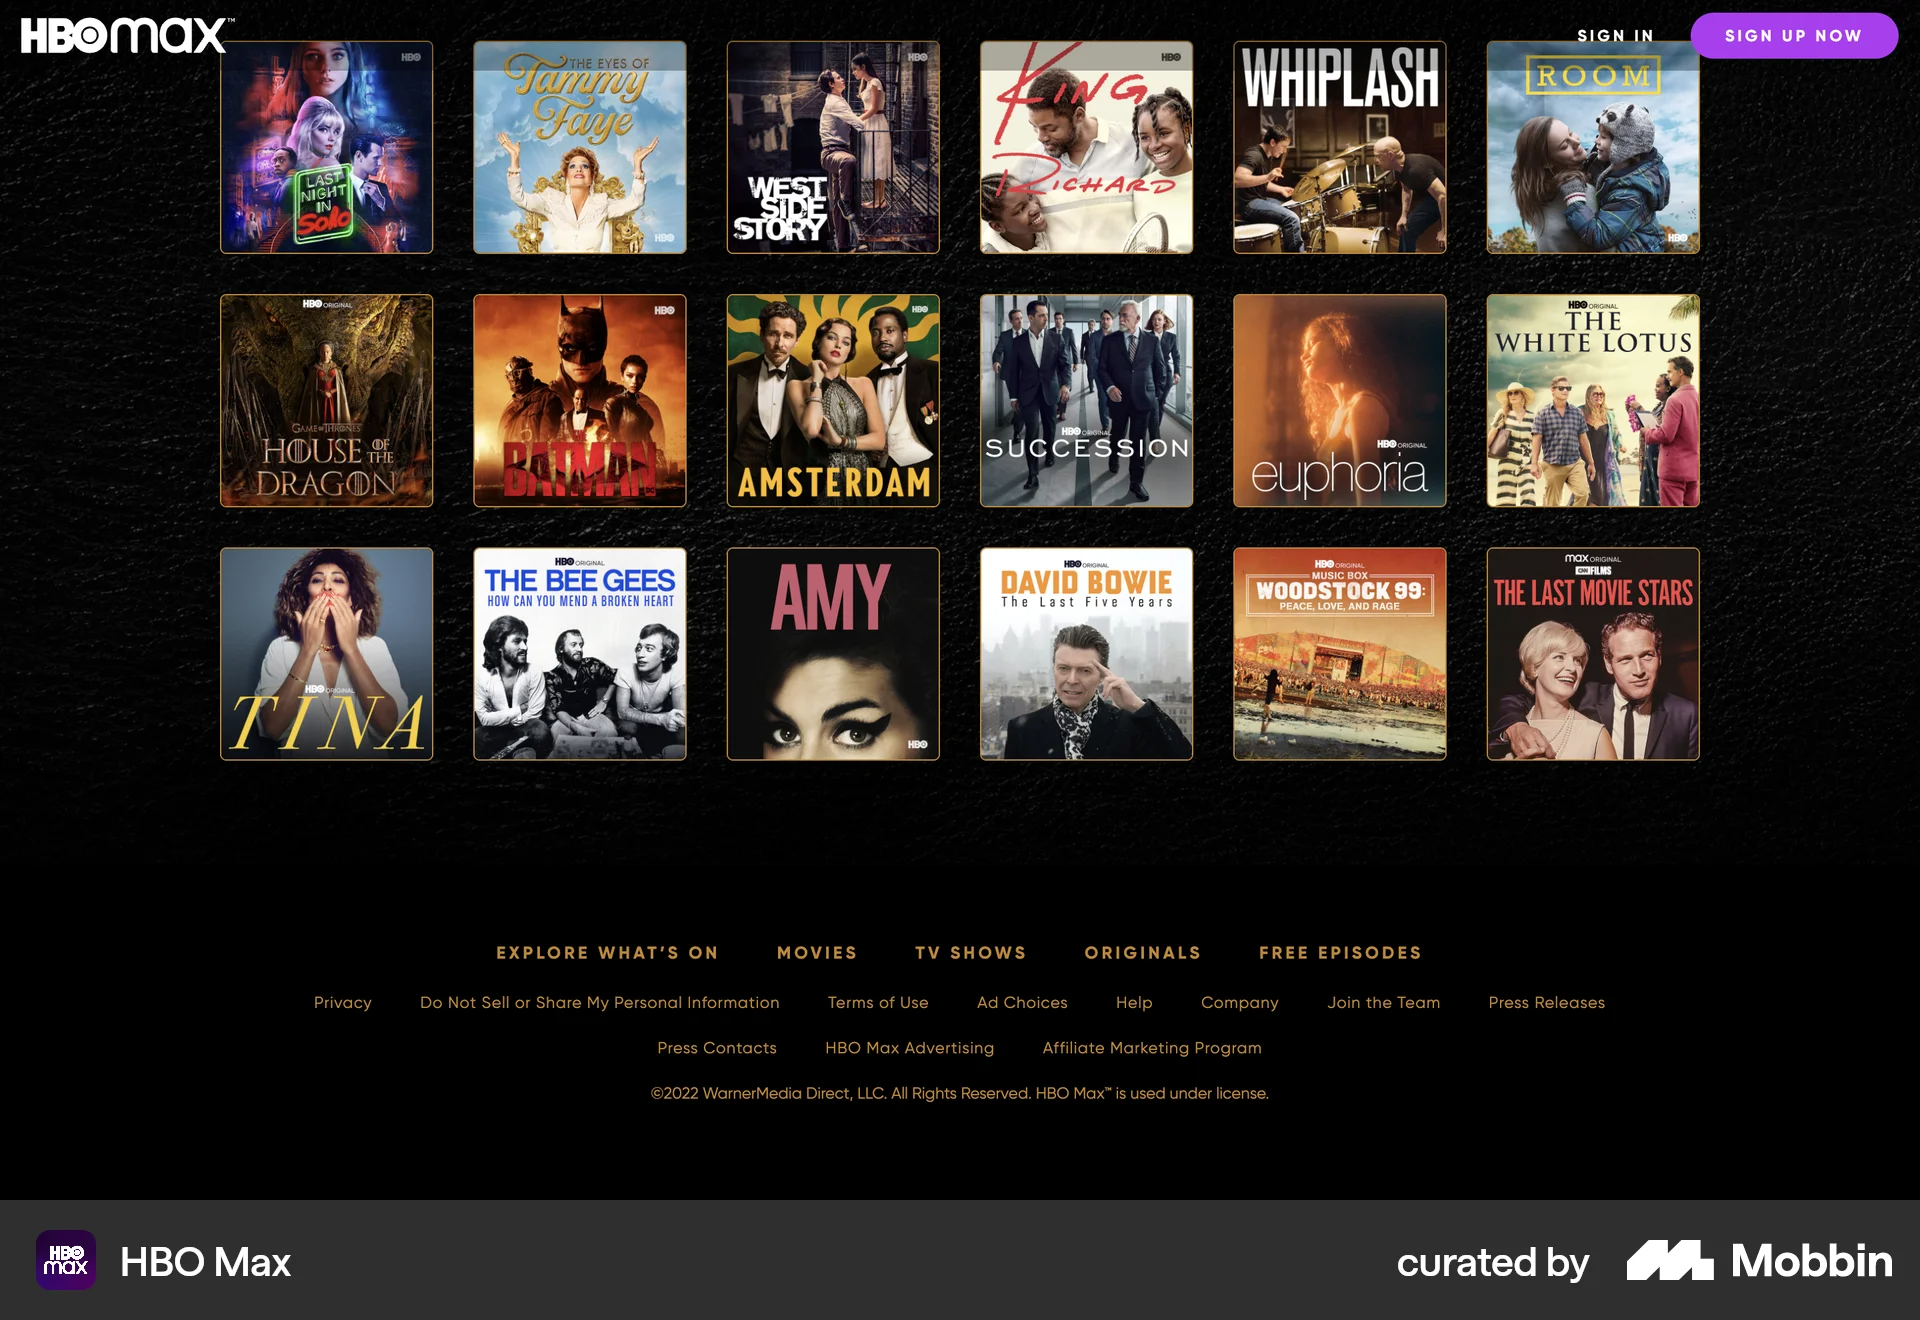 HBOmax™
SIGN IN
SIGN UP NOW
HBO
LAST
NIGHT
IN
SoHo
THE EYES OF
Tammy
Faye
HBO
HBO
WEST
SIDE
STORY
HBO
KING
RICHARD
WHIPLASH
ROOM
HBO
HBO ORIGINAL
GAME OF THRONES
HOUSE OF THE
DRAGON
HBO
THE
BATMAN
HBO
AMSTERDAM
HBO ORIGINAL
SUCCESSION
HBO ORIGINAL
euphoria
HBO ORIGINAL
THE
WHITE LOTUS
HBO ORIGINAL
TINA
HBO ORIGINAL
THE BEE GEES
HOW CAN YOU MEND A BROKEN HEART
AMY
HBO
HBO ORIGINAL
DAVID BOWIE
The Last Five Years
HBO ORIGINAL
MUSIC BOX
WOODSTOCK 99:
PEACE, LOVE, AND RAGE
max ORIGINAL
CNN FILMS
THE LAST MOVIE STARS
EXPLORE WHAT'S ON MOVIES TV SHOWS ORIGINALS FREE EPISODES
Privacy Do Not Sell or Share My Personal Information Terms of Use Ad Choices Help Company Join the Team Press Releases
Press Contacts HBO Max Advertising Affiliate Marketing Program
©2022 WarnerMedia Direct, LLC. All Rights Reserved. HBO Max™ is used under license.
HBO
max
HBO Max
curated by Mobbin